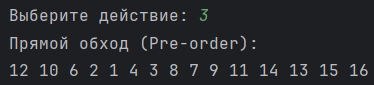 Выберите действие: 3
Прямой обход (Pre-order):
12 10 6 2 1 4 3 8 7 9 11 14 13 15 16